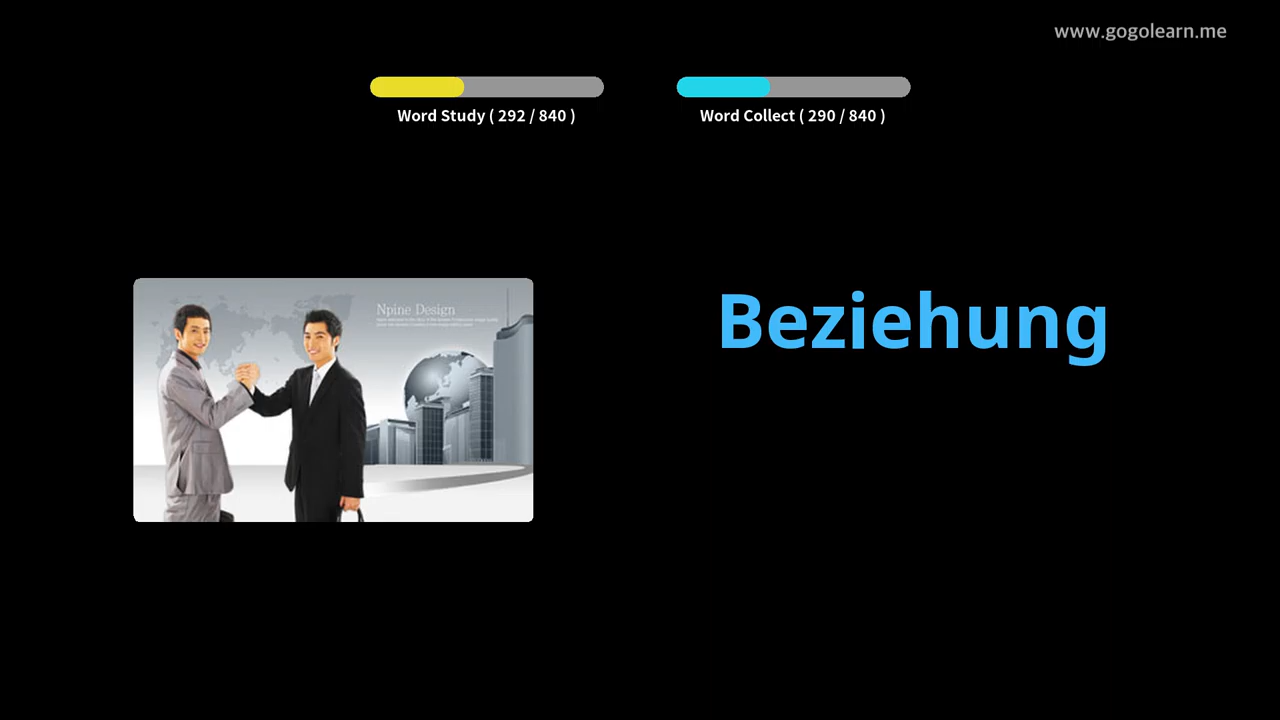 www.gogolearn.me
Word Study ( 292 / 840 )
Word Collect ( 290 / 840 )
Npine Design
Beziehung